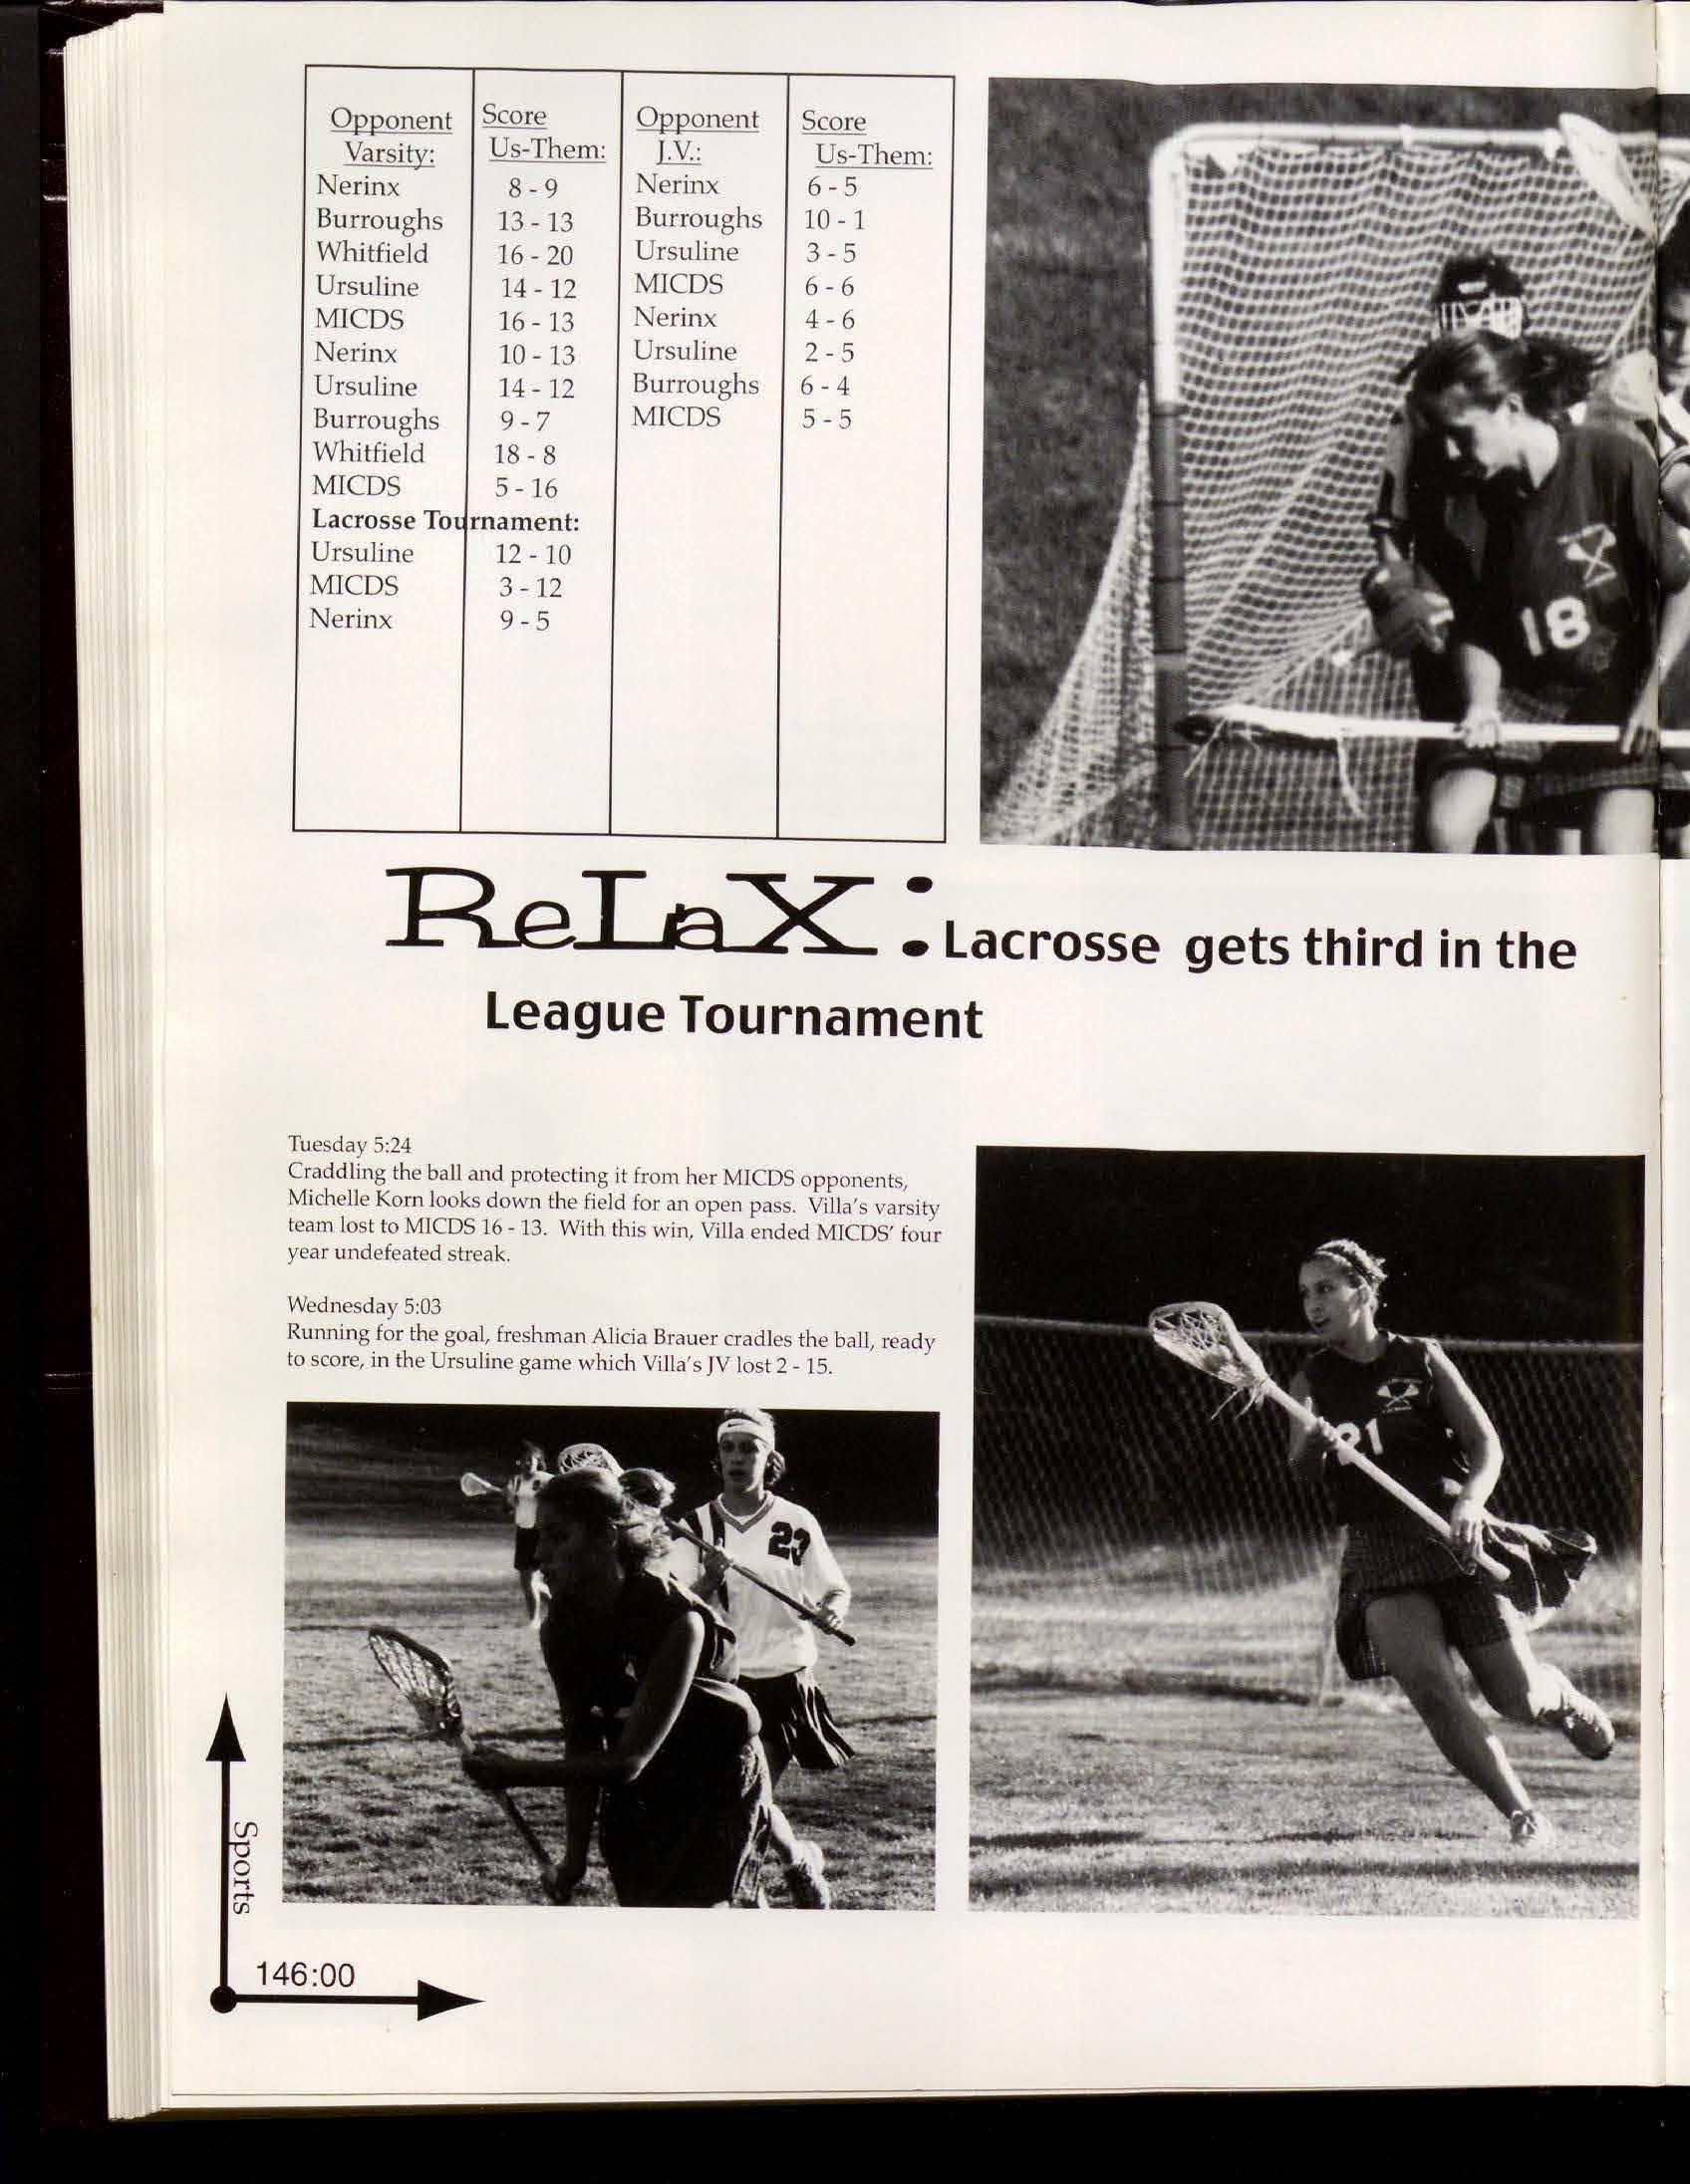 Opponent Score Opponent Score
Varsity: Us-Them: J.V.: Us-Them:
Nerinx 8 - 9 Nerinx 6 - 5
Burroughs 13 - 13 Burroughs 10 - 1
Whitfield 16 - 20 Ursuline 3 - 5
Ursuline 14 - 12 MICDS 6 - 6
MICDS 16 - 13 Nerinx 4 - 6
Nerinx 10 - 13 Ursuline 2 - 5
Ursuline 14 - 12 Burroughs 6 - 4
Burroughs 9 - 7 MICDS 5 - 5
Whitfield 18 - 8
MICDS 5 - 16
Lacrosse Tournament:
Ursuline 12 - 10
MICDS 3 - 12
Nerinx 9 - 5
18
ReLaX: Lacrosse gets third in the
League Tournament
Tuesday 5:24
Craddling the ball and protecting it from her MICDS opponents,
Michelle Korn looks down the field for an open pass. Villa's varsity
team lost to MICDS 16 - 13. With this win, Villa ended MICDS' four
year undefeated streak.
Wednesday 5:03
Running for the goal, freshman Alicia Brauer cradles the ball, ready
to score, in the Ursuline game which Villa's JV lost 2 - 15.
23
21
Sports
146:00